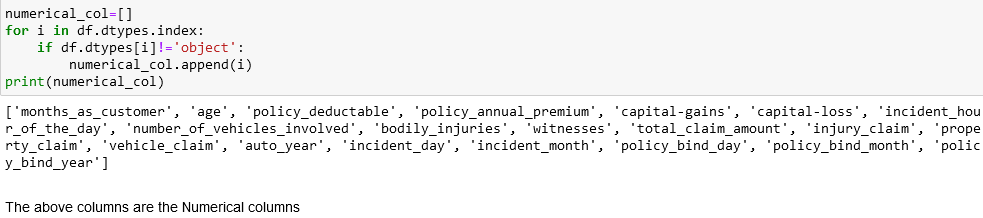 numerical_col=[]
for i in df.dtypes.index:
    if df.dtypes[i]!='object':
        numerical_col.append(i)
print(numerical_col)
['months_as_customer', 'age', 'policy_deductable', 'policy_annual_premium', 'capital-gains', 'capital-loss', 'incident_hou
r_of_the_day', 'number_of_vehicles_involved', 'bodily_injuries', 'witnesses', 'total_claim_amount', 'injury_claim', 'prope
rty_claim', 'vehicle_claim', 'auto_year', 'incident_day', 'incident_month', 'policy_bind_day', 'policy_bind_month', 'polic
y_bind_year']
The above columns are the Numerical columns